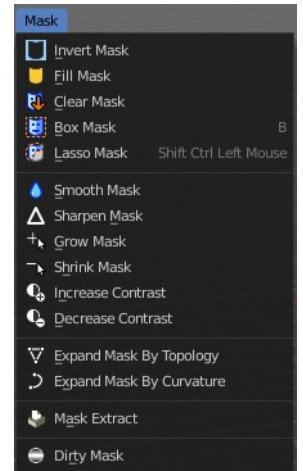 Mask
Invert Mask
Fill Mask
Clear Mask
Box Mask B
Lasso Mask Shift Ctrl Left Mouse
Smooth Mask
Sharpen Mask
Grow Mask
Shrink Mask
Increase Contrast
Decrease Contrast
Expand Mask By Topology
Expand Mask By Curvature
Mask Extract
Dirty Mask